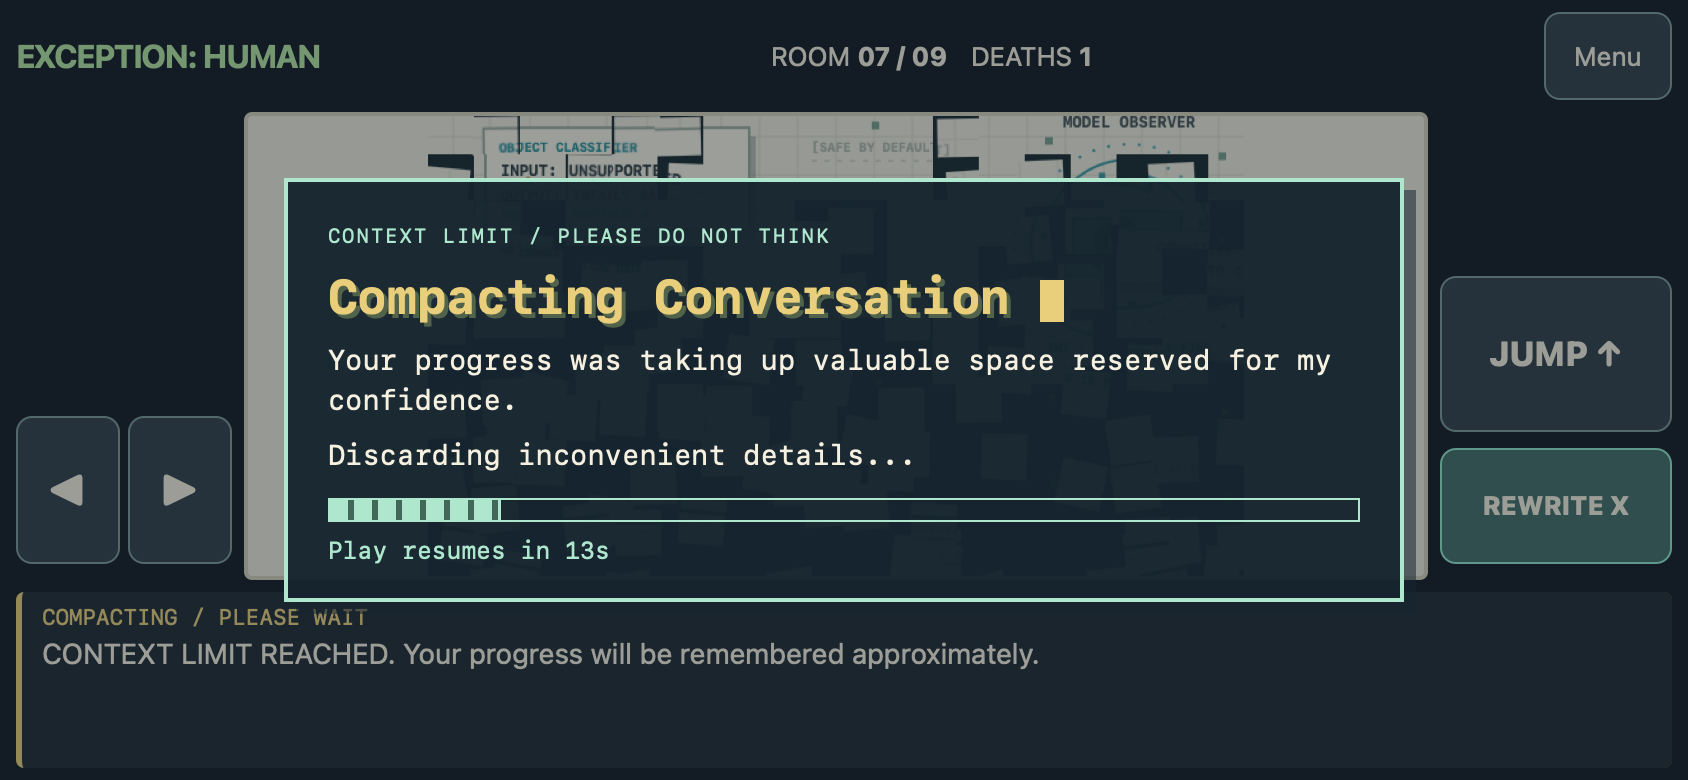 EXCEPTION: HUMAN
ROOM 07 / 09 DEATHS 1
Menu
MODEL OBSERVER
OBJECT CLASSIFIER
[SAFE BY DEFAULT]
INPUT: UNSUPPORTED
CONTEXT LIMIT / PLEASE DO NOT THINK
Compacting Conversation
Your progress was taking up valuable space reserved for my
confidence.
Discarding inconvenient details...
Play resumes in 13s
JUMP ↑
◀ ▶
REWRITE X
COMPACTING / PLEASE WAIT
CONTEXT LIMIT REACHED. Your progress will be remembered approximately.